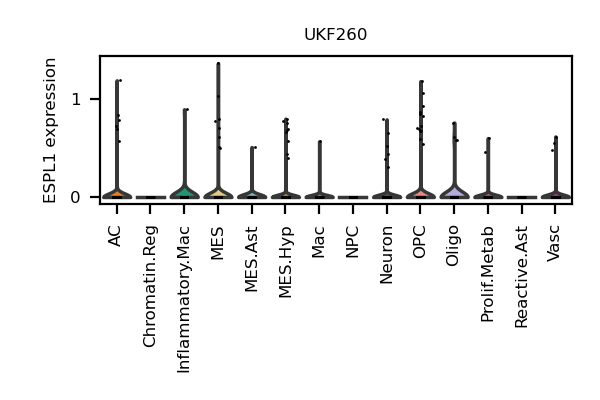 UKF260
ESPL1 expression
1
0
AC
Chromatin.Reg
Inflammatory.Mac
MES
MES.Ast
MES.Hyp
Mac
NPC
Neuron
OPC
Oligo
Prolif.Metab
Reactive.Ast
Vasc